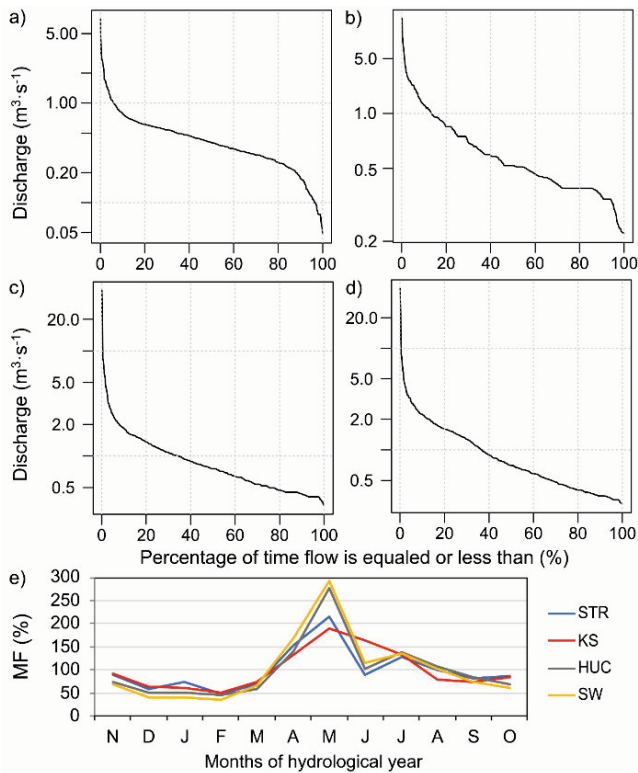 a)
b)
5.00
1.00
0.20
0.05
5.0
1.0
0.5
0.2
Discharge (m³·s⁻¹)
0 20 40 60 80 100
0 20 40 60 80 100
c)
d)
20.0
5.0
2.0
0.5
20.0
5.0
2.0
0.5
Discharge (m³·s⁻¹)
0 20 40 60 80 100
0 20 40 60 80 100
Percentage of time flow is equaled or less than (%)
e)
300
250
200
150
100
50
0
MF (%)
N D J F M A M J J A S O
Months of hydrological year
STR
KS
HUC
SW